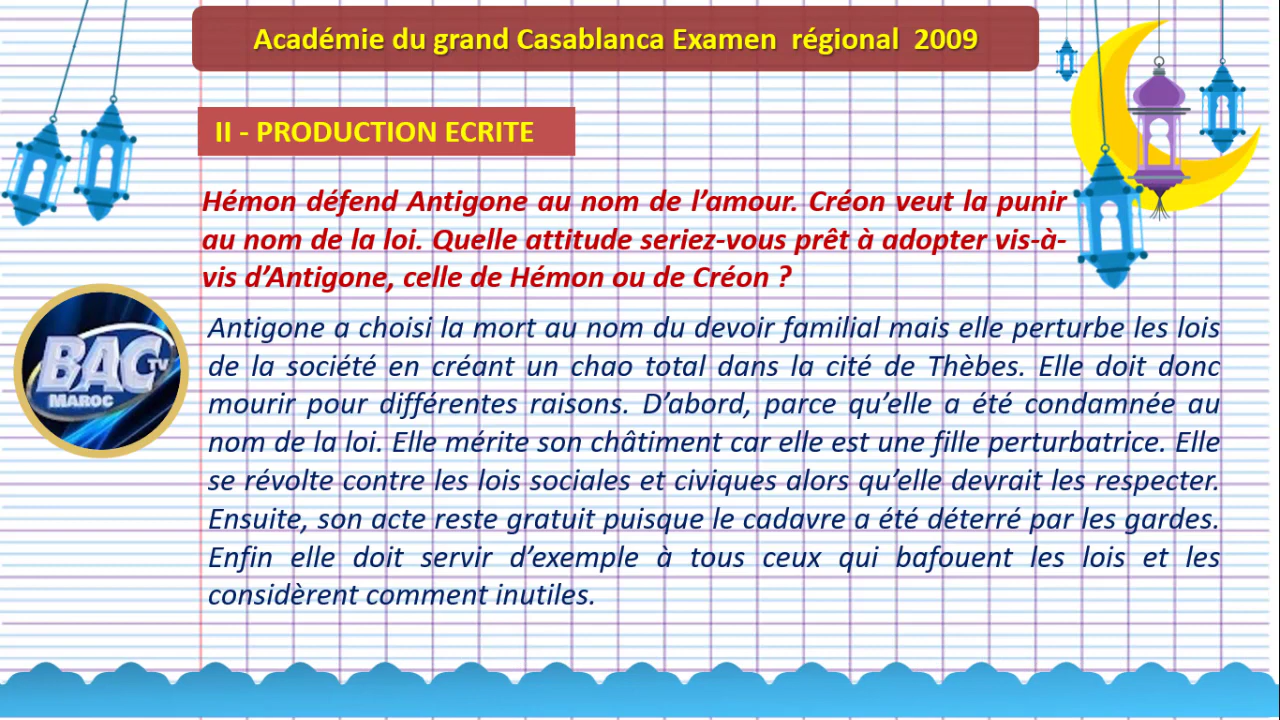 Académie du grand Casablanca Examen régional 2009
II - PRODUCTION ECRITE
Hémon défend Antigone au nom de l’amour. Créon veut la punir
au nom de la loi. Quelle attitude seriez-vous prêt à adopter vis-à-
vis d’Antigone, celle de Hémon ou de Créon ?
Antigone a choisi la mort au nom du devoir familial mais elle perturbe les lois
de la société en créant un chao total dans la cité de Thèbes. Elle doit donc
mourir pour différentes raisons. D’abord, parce qu’elle a été condamnée au
nom de la loi. Elle mérite son châtiment car elle est une fille perturbatrice. Elle
se révolte contre les lois sociales et civiques alors qu’elle devrait les respecter.
Ensuite, son acte reste gratuit puisque le cadavre a été déterré par les gardes.
Enfin elle doit servir d’exemple à tous ceux qui bafouent les lois et les
considèrent comment inutiles.
BAC TV
MAROC